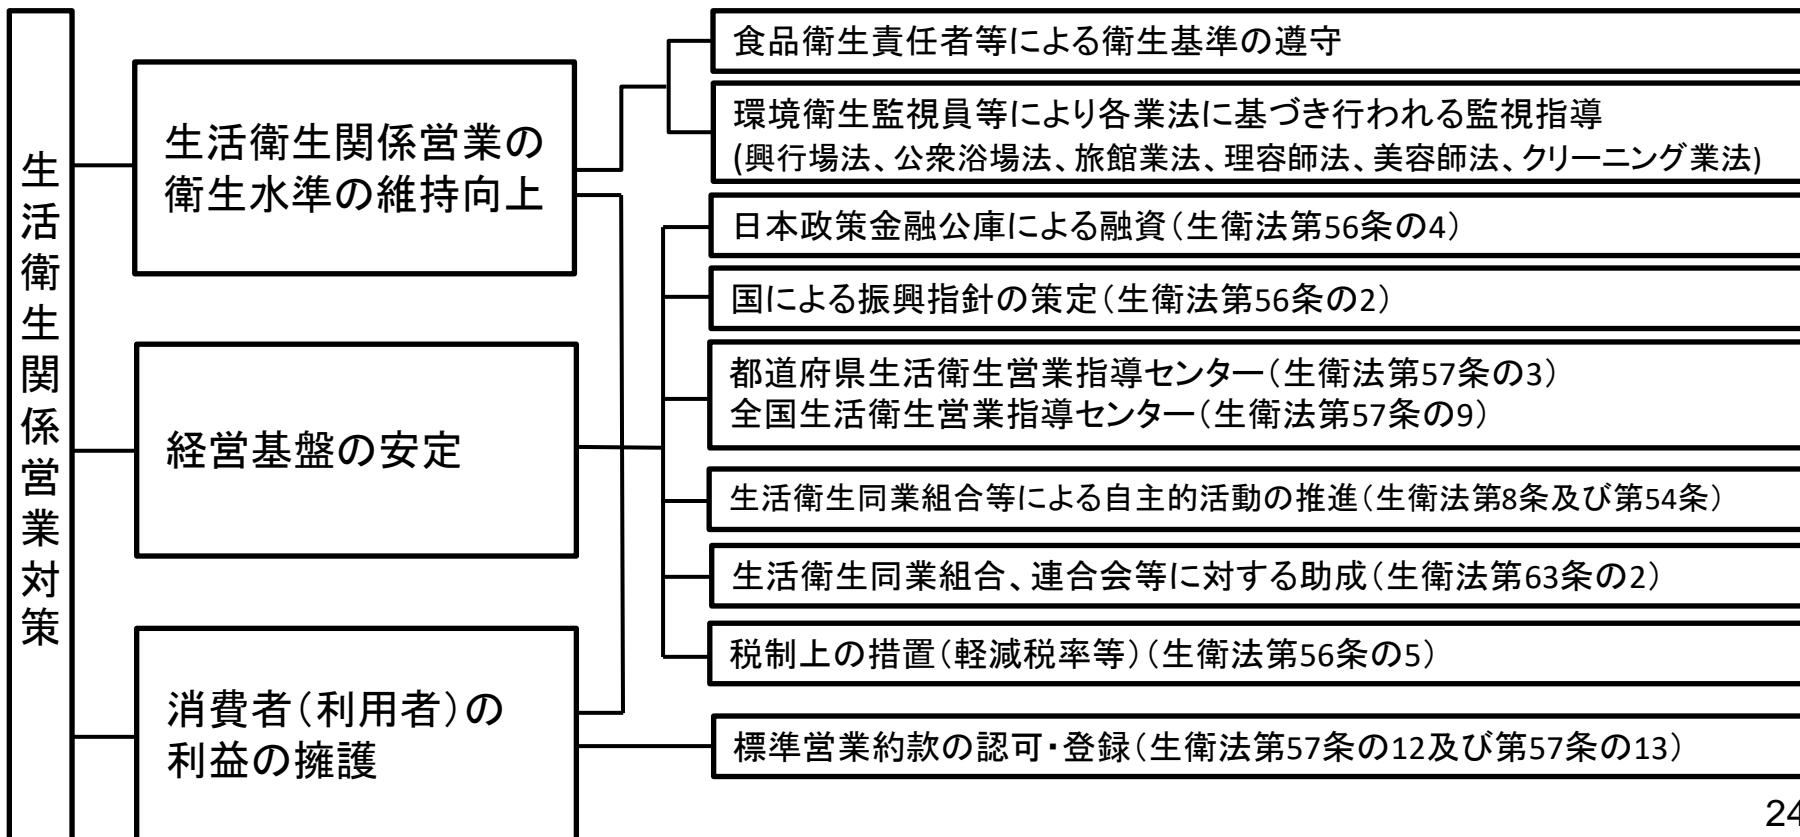 生活衛生関係営業対策
生活衛生関係営業の
衛生水準の維持向上
経営基盤の安定
消費者(利用者)の
利益の擁護
食品衛生責任者等による衛生基準の遵守
環境衛生監視員等により各業法に基づき行われる監視指導
(興行場法、公衆浴場法、旅館業法、理容師法、美容師法、クリーニング業法)
日本政策金融公庫による融資(生衛法第56条の4)
国による振興指針の策定(生衛法第56条の2)
都道府県生活衛生営業指導センター(生衛法第57条の3)
全国生活衛生営業指導センター(生衛法第57条の9)
生活衛生同業組合等による自主的活動の推進(生衛法第8条及び第54条)
生活衛生同業組合、連合会等に対する助成(生衛法第63条の2)
税制上の措置(軽減税率等)(生衛法第56条の5)
標準営業約款の認可・登録(生衛法第57条の12及び第57条の13)
24